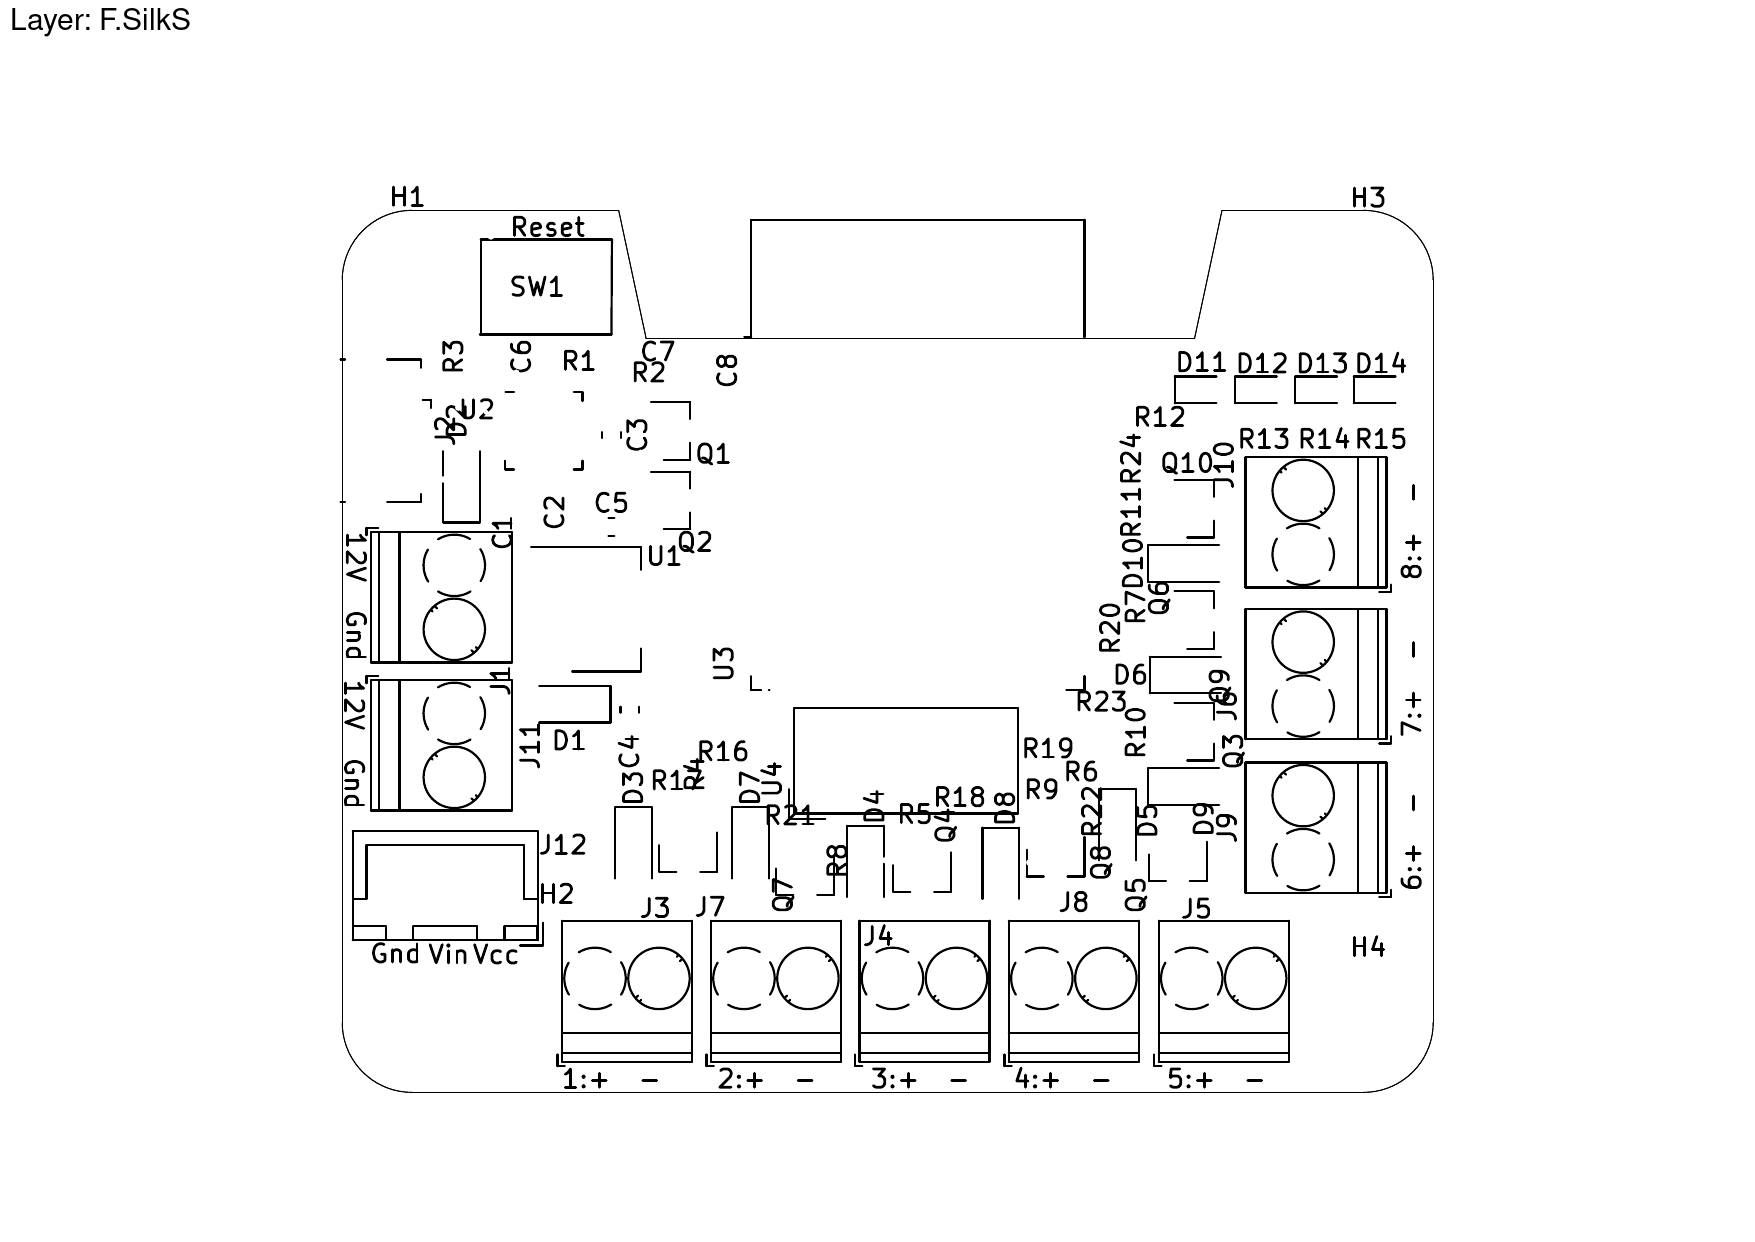 Layer: F.SilkS
H1
H3
Reset
SW1
R3
C6
R1
C7
R2
C8
D11
D12
D13
D14
J2
D2
U2
C3
Q1
R12
R13
R14
R15
R24
Q10
J10
-
8:+
C1
C2
C5
Q2
U1
R11
D10
R7
Q6
R20
12V
Gnd
J1
U3
D6
Q9
J6
R23
-
7:+
12V
Gnd
J11
D1
C4
R16
R17
R4
D3
D7
U4
R21
R19
R6
R9
R10
Q3
R18
D4
R5
Q4
D8
R22
D5
D9
J9
-
6:+
J12
R8
Q8
H2
Q7
Q5
J3
J7
J4
J8
J5
H4
Gnd Vin Vcc
1:+ -
2:+ -
3:+ -
4:+ -
5:+ -